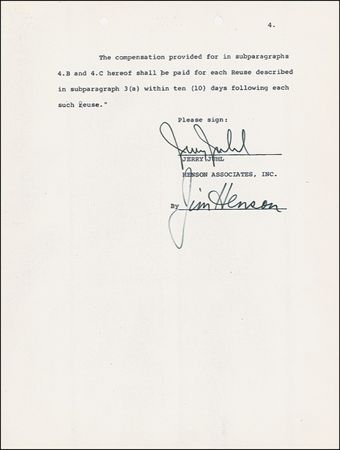 4.
The compensation provided for in subparagraphs
4.B and 4.C hereof shall be paid for each Reuse described
in subparagraph 3(a) within ten (10) days following each
such Reuse."
Please sign:
Jerry Juhl
JERRY JUHL
HENSON ASSOCIATES, INC.
By Jim Henson